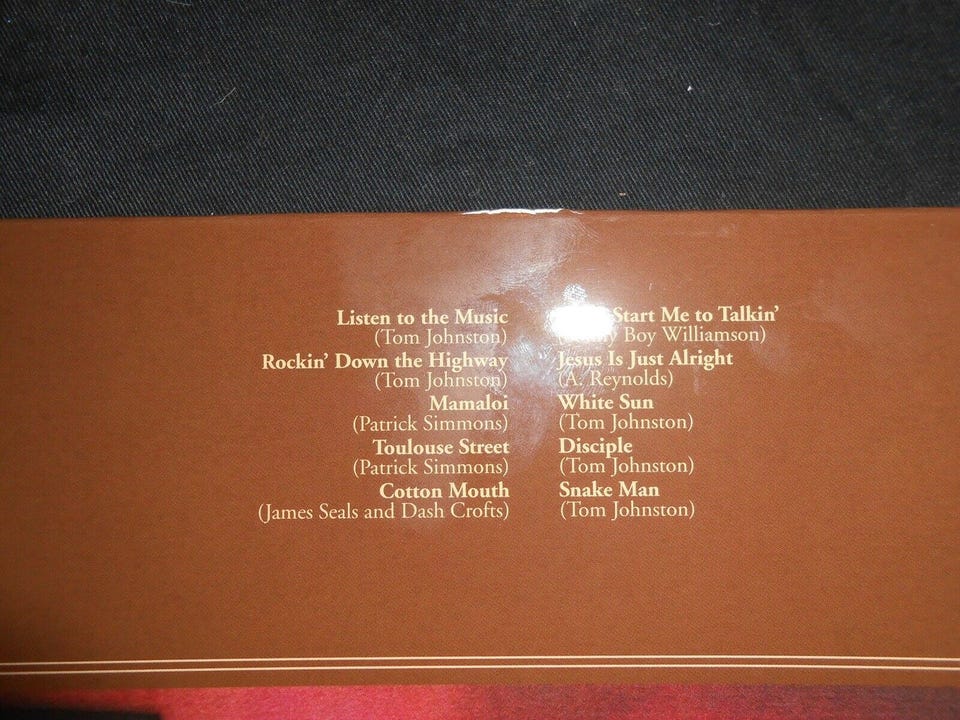 Listen to the Music
(Tom Johnston)
Rockin' Down the Highway
(Tom Johnston)
Mamaloi
(Patrick Simmons)
Toulouse Street
(Patrick Simmons)
Cotton Mouth
(James Seals and Dash Crofts)
Start Me to Talkin'
Boy Williamson)
Jesus Is Just Alright
(A. Reynolds)
White Sun
(Tom Johnston)
Disciple
(Tom Johnston)
Snake Man
(Tom Johnston)